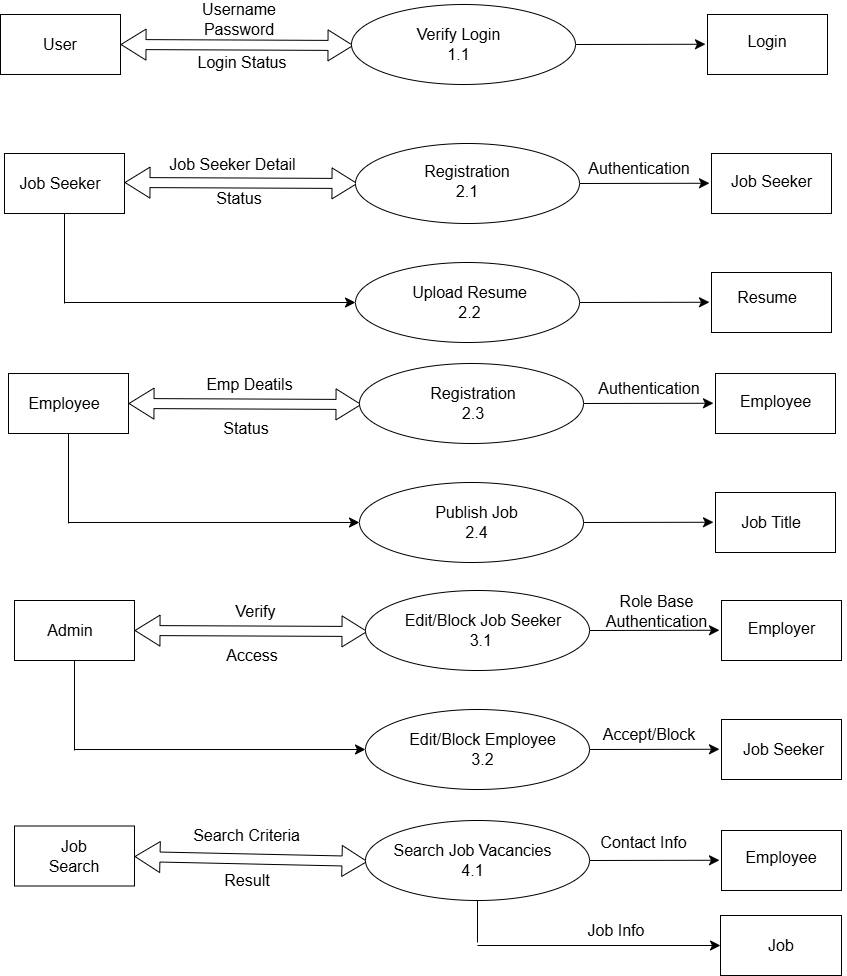 Username
Password
User
Login Status
Verify Login
1.1
Login
Job Seeker
Job Seeker Detail
Status
Registration
2.1
Authentication
Job Seeker
Upload Resume
2.2
Resume
Employee
Emp Deatils
Status
Registration
2.3
Authentication
Employee
Publish Job
2.4
Job Title
Admin
Verify
Access
Edit/Block Job Seeker
3.1
Role Base
Authentication
Employer
Edit/Block Employee
3.2
Accept/Block
Job Seeker
Job
Search
Search Criteria
Result
Search Job Vacancies
4.1
Contact Info
Employee
Job Info
Job